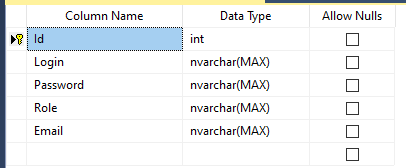 Column Name Data Type Allow Nulls
Id int
Login nvarchar(MAX)
Password nvarchar(MAX)
Role nvarchar(MAX)
Email nvarchar(MAX)